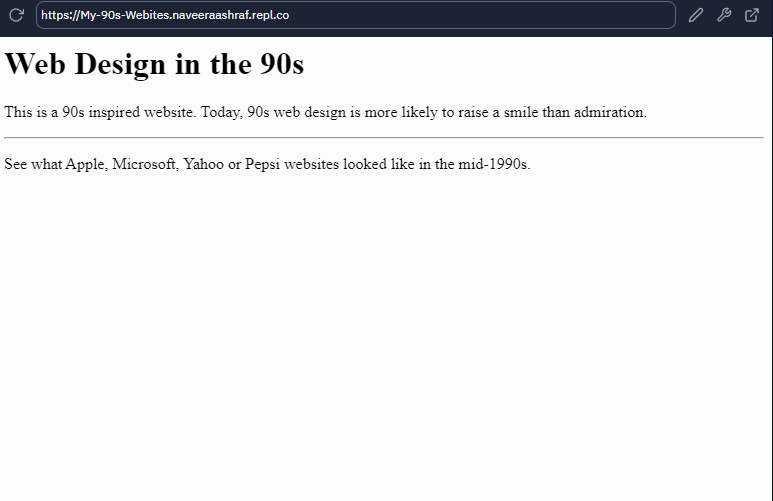 https://My-90s-Webites.naveeraashraf.repl.co
Web Design in the 90s
This is a 90s inspired website. Today, 90s web design is more likely to raise a smile than admiration.
See what Apple, Microsoft, Yahoo or Pepsi websites looked like in the mid-1990s.